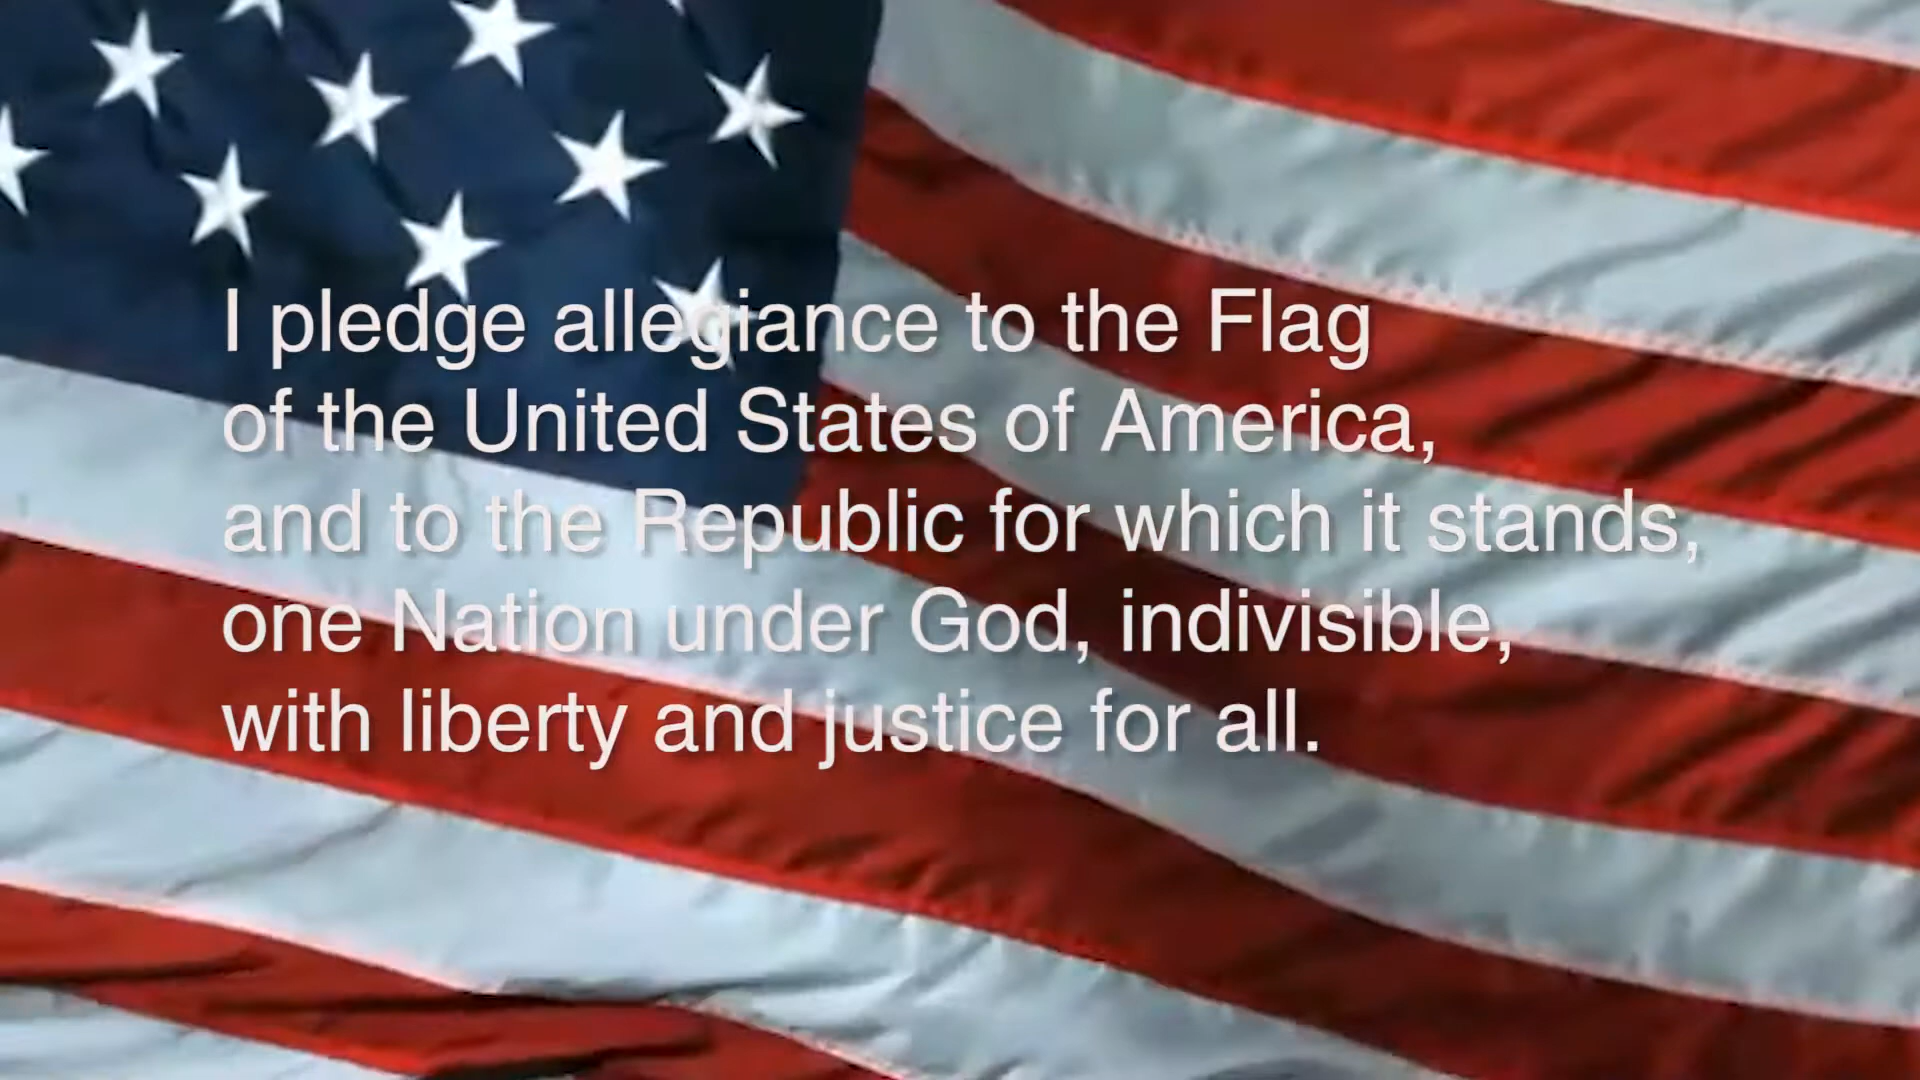 I pledge allegiance to the Flag
of the United States of America,
and to the Republic for which it stands,
one Nation under God, indivisible,
with liberty and justice for all.